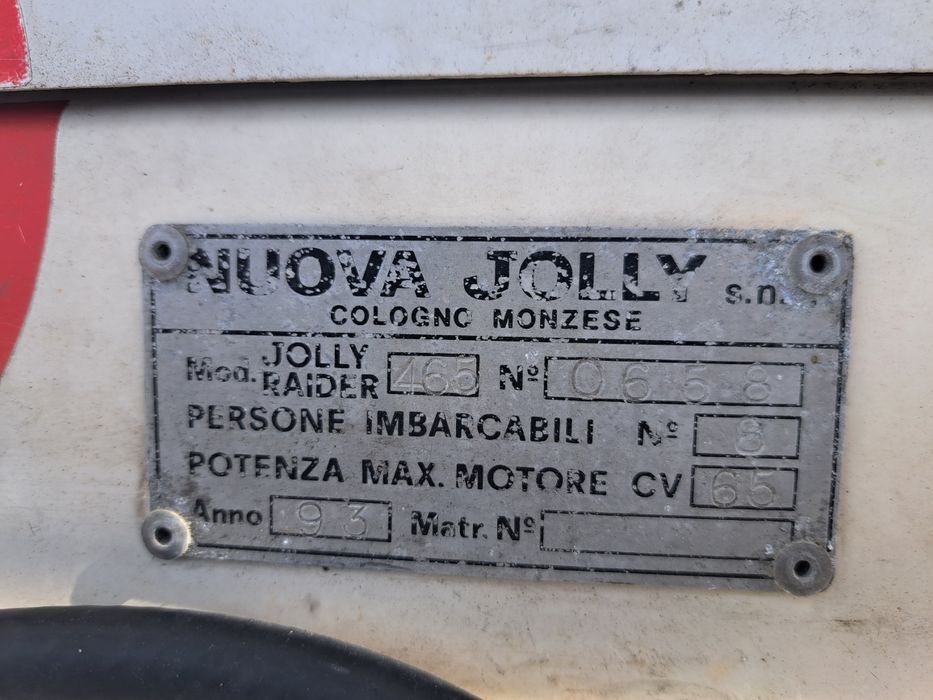 NUOVA JOLLY s.n.
COLOGNO MONZESE
Mod. JOLLY RAIDER 465 Nº 0658
PERSONE IMBARCABILI Nº 8
POTENZA MAX. MOTORE CV 65
Anno 93 Matr. Nº